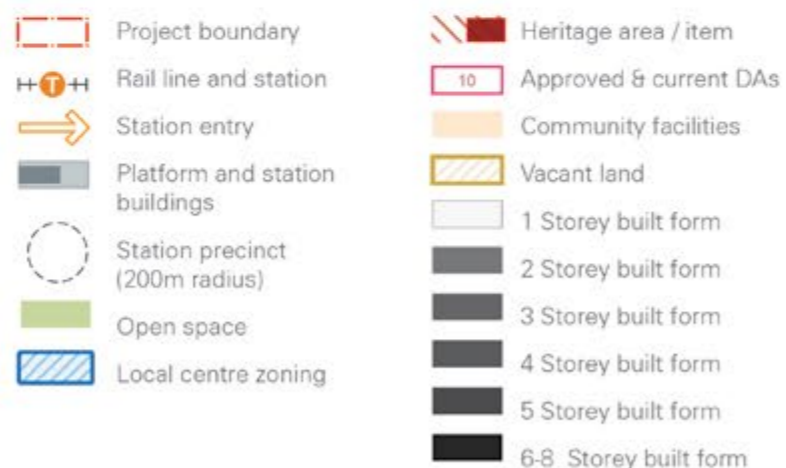 Project boundary
T
Rail line and station
Station entry
Platform and station
buildings
Station precinct
(200m radius)
Open space
Local centre zoning
Heritage area / item
10
Approved & current DAs
Community facilities
Vacant land
1 Storey built form
2 Storey built form
3 Storey built form
4 Storey built form
5 Storey built form
6-8 Storey built form